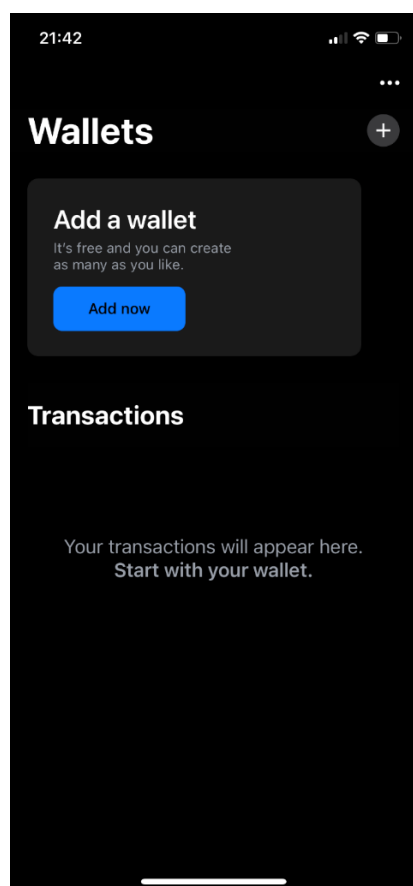 21:42
Wallets
Add a wallet
It's free and you can create
as many as you like.
Add now
Transactions
Your transactions will appear here.
Start with your wallet.